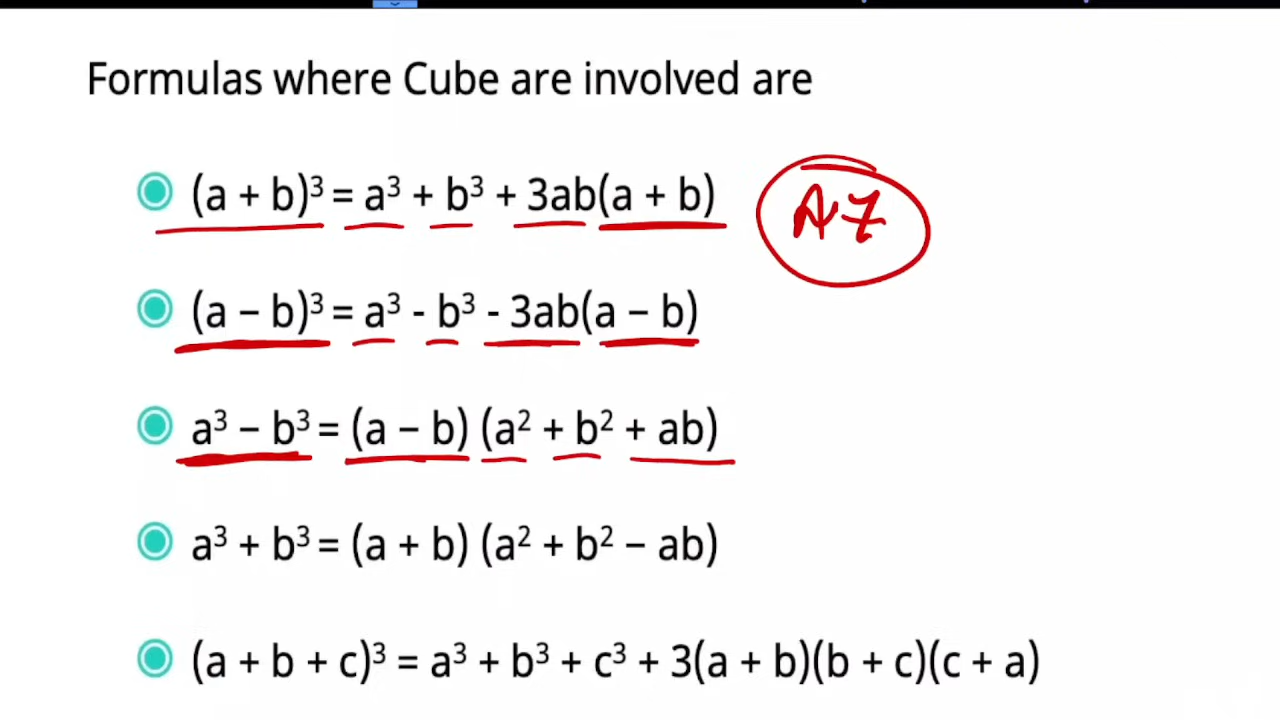 Formulas where Cube are involved are
(a + b)³ = a³ + b³ + 3ab(a + b)
AZ
(a − b)³ = a³ - b³ - 3ab(a − b)
a³ − b³ = (a − b) (a² + b² + ab)
a³ + b³ = (a + b) (a² + b² − ab)
(a + b + c)³ = a³ + b³ + c³ + 3(a + b)(b + c)(c + a)